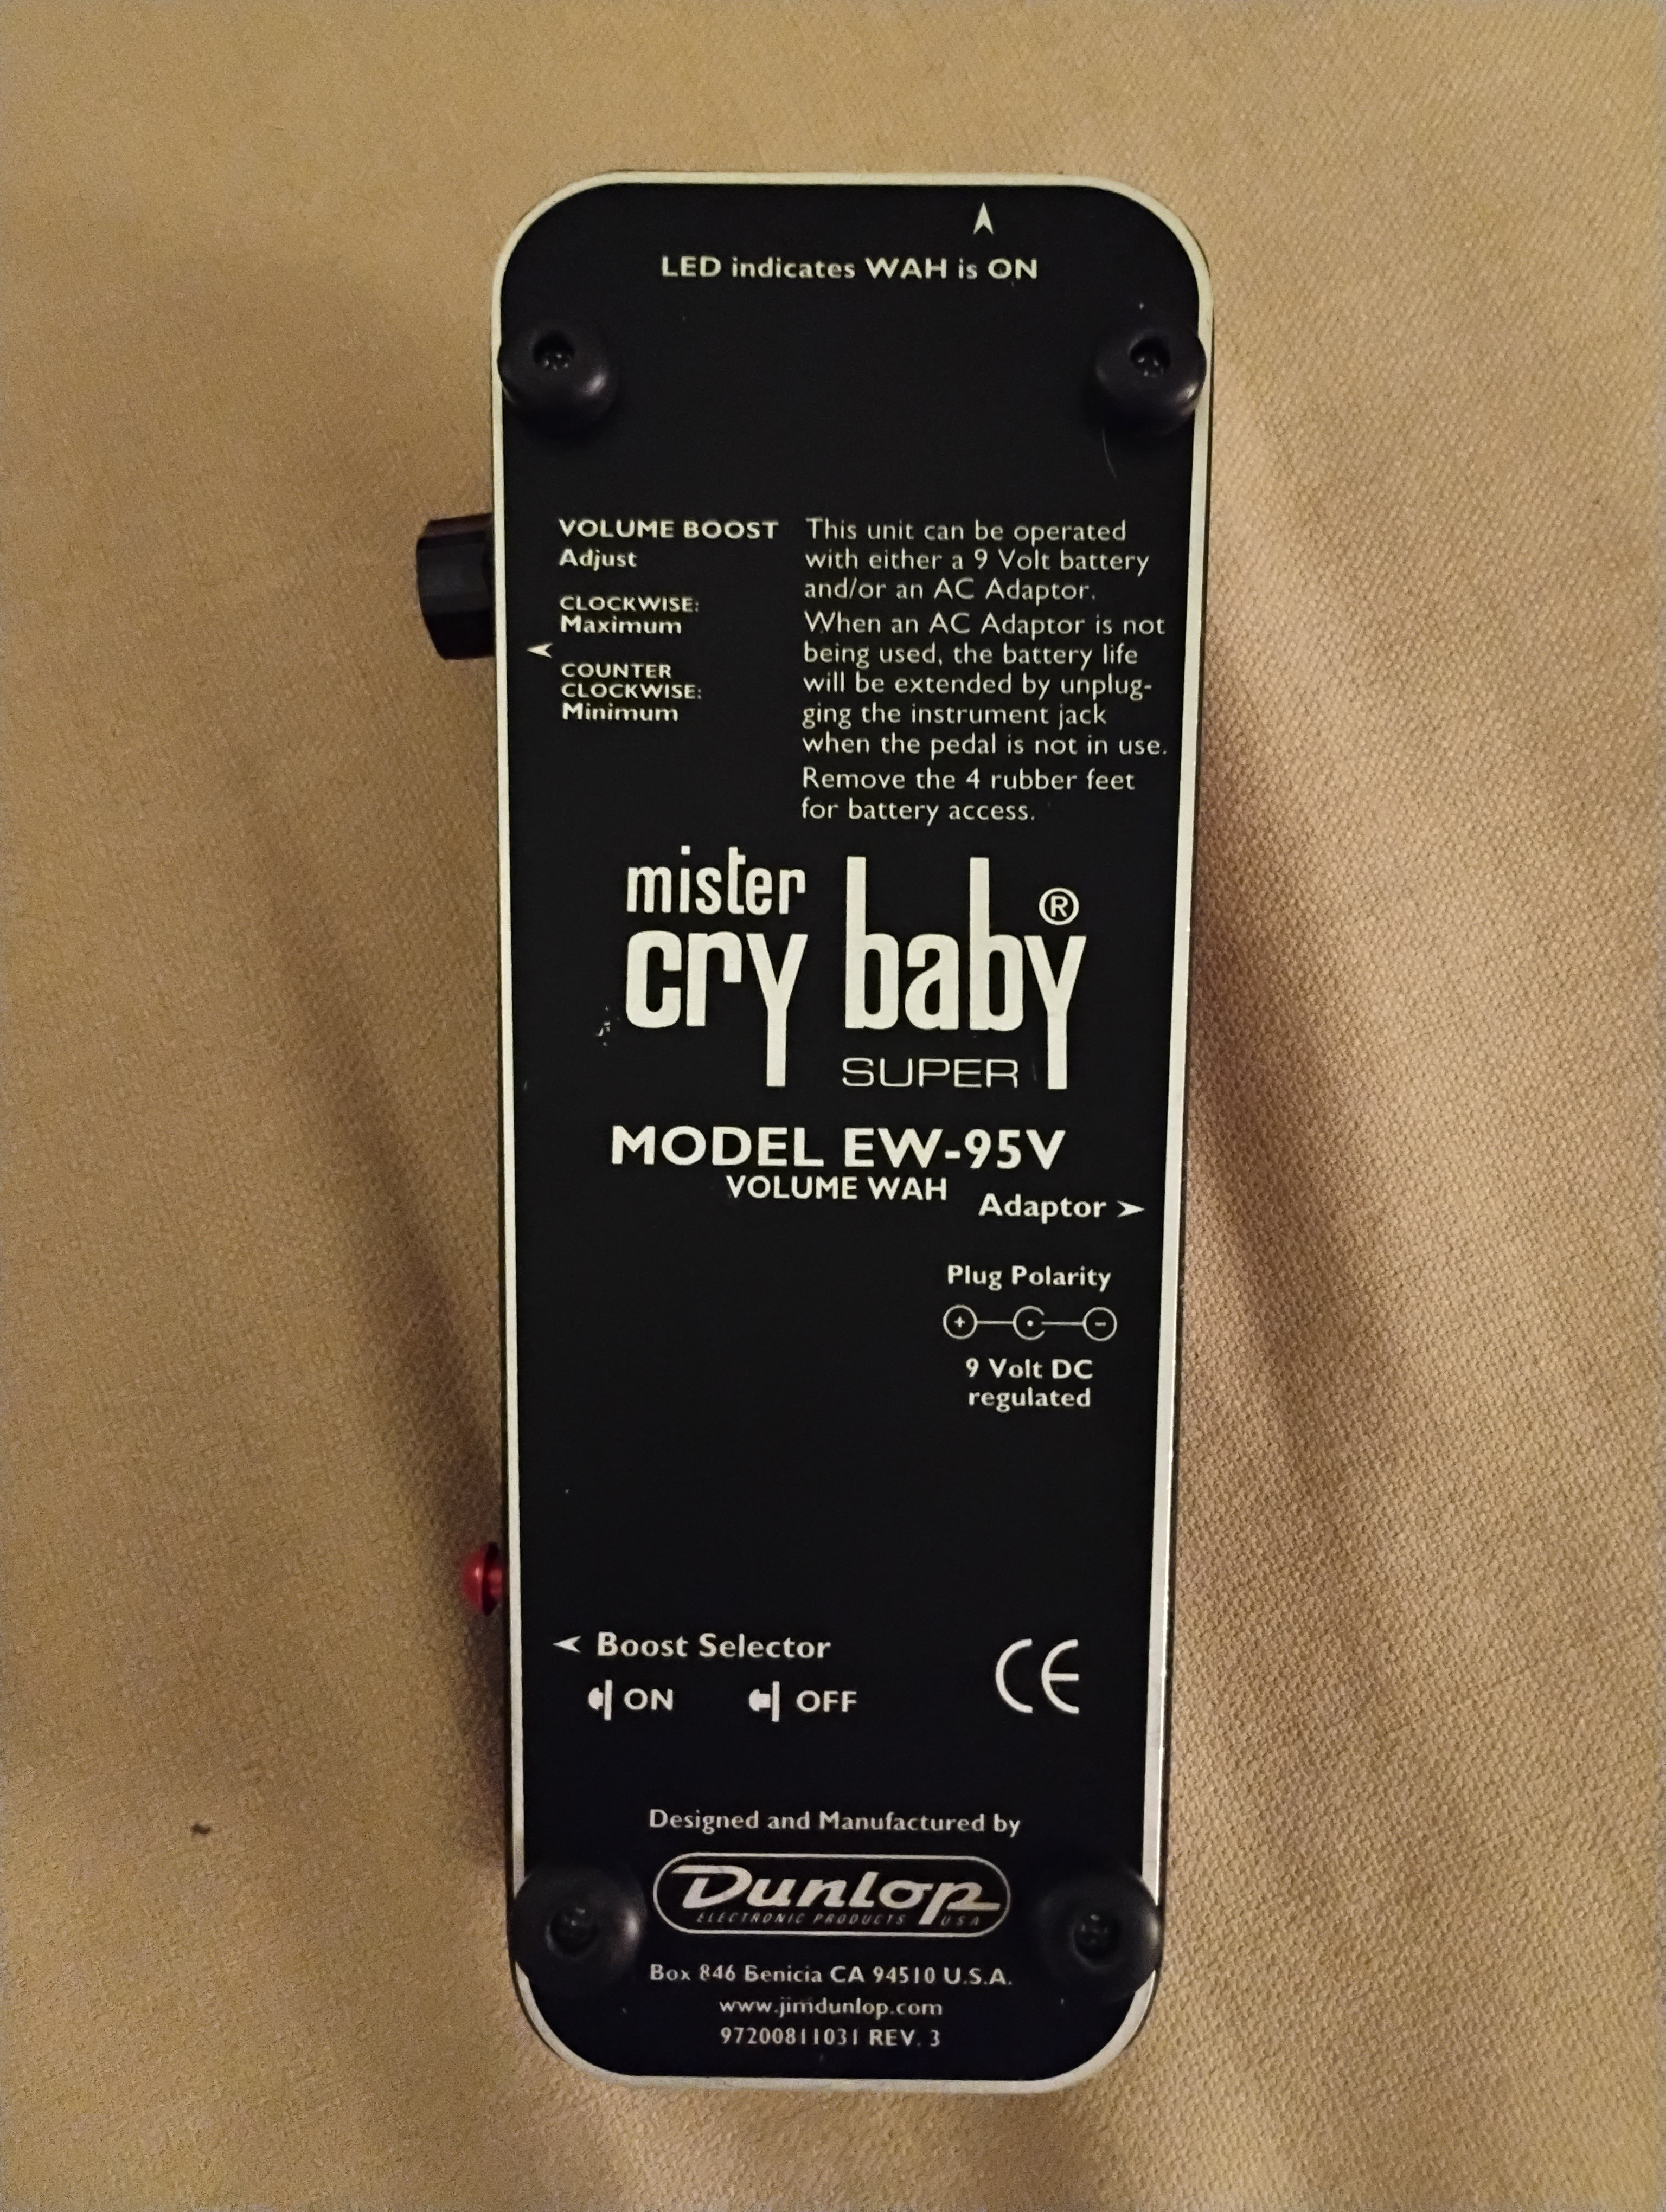 LED indicates WAH is ON
VOLUME BOOST
Adjust
CLOCKWISE:
Maximum
COUNTER
CLOCKWISE:
Minimum
This unit can be operated
with either a 9 Volt battery
and/or an AC Adaptor.
When an AC Adaptor is not
being used, the battery life
will be extended by unplug-
ging the instrument jack
when the pedal is not in use.
Remove the 4 rubber feet
for battery access.
mister
cry baby®
SUPER
MODEL EW-95V
VOLUME WAH
Adaptor
Plug Polarity
+ -
9 Volt DC
regulated
Boost Selector
ON OFF
CE
Designed and Manufactured by
Dunlop
ELECTRONIC PRODUCTS USA
Box 846 Benicia CA 94510 U.S.A.
www.jimdunlop.com
97200811031 REV. 3